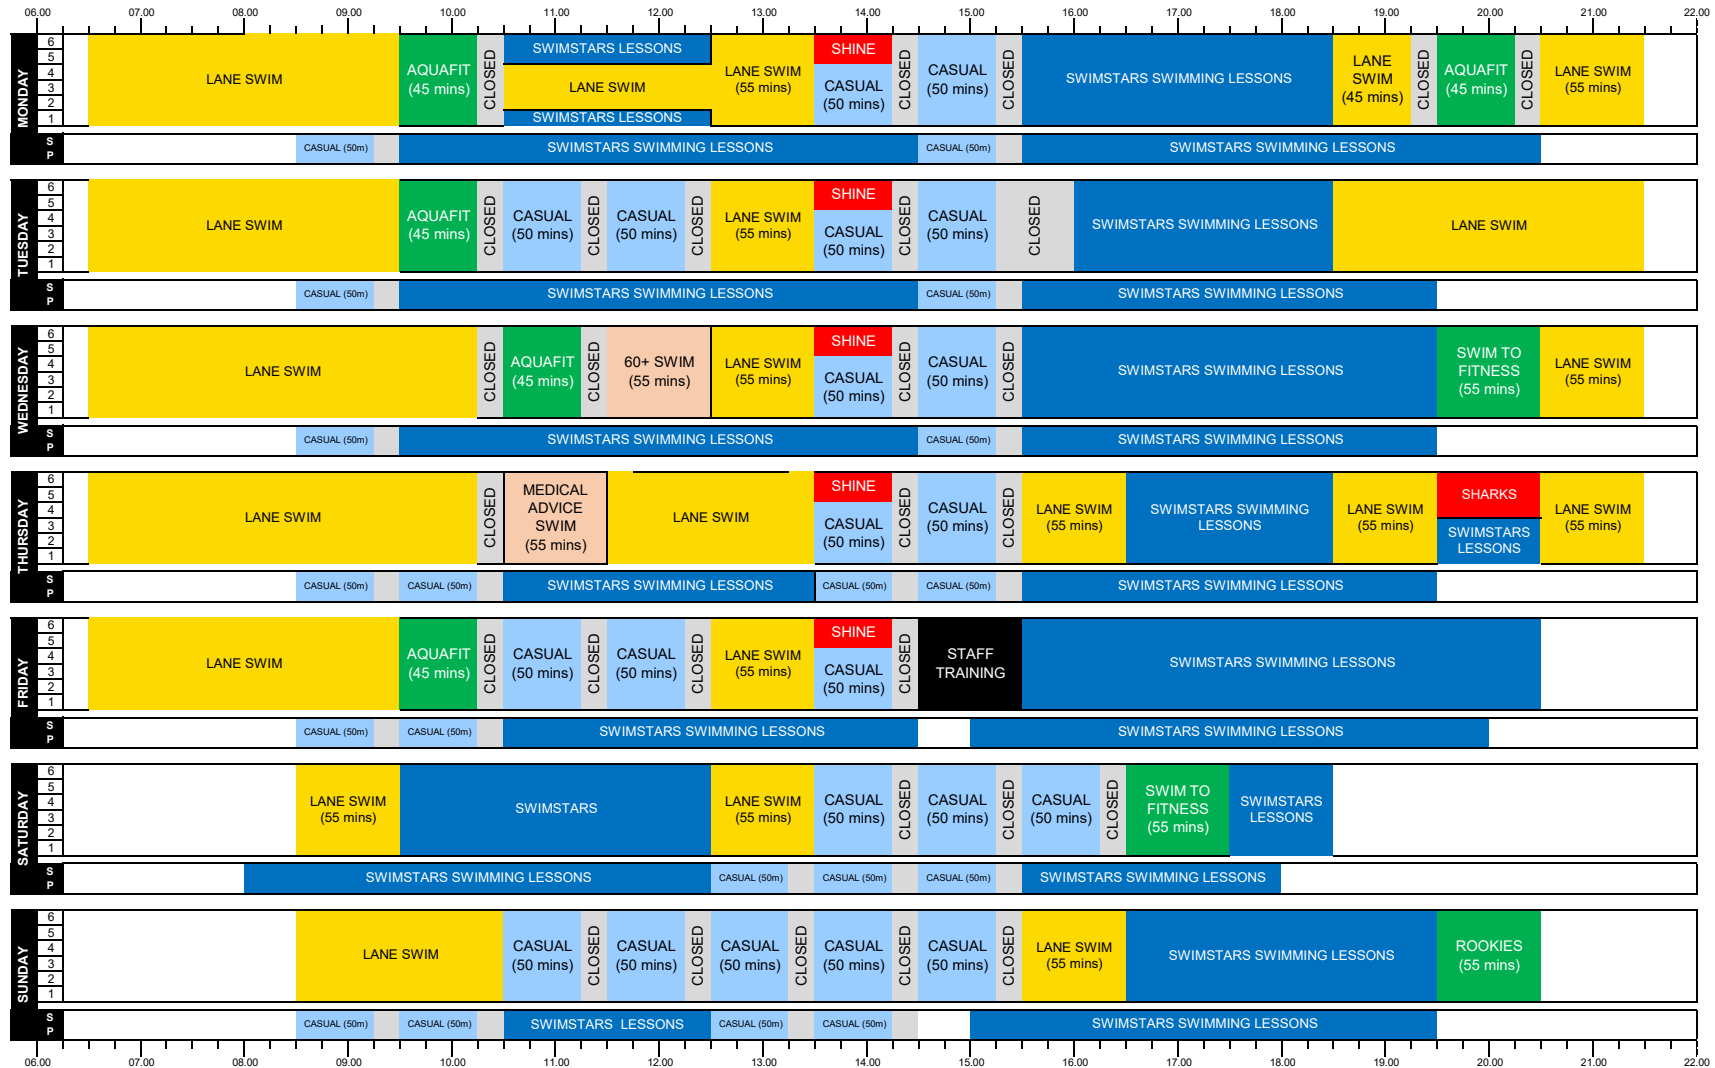 06.00 07.00 08.00 09.00 10.00 11.00 12.00 13.00 14.00 15.00 16.00 17.00 18.00 19.00 20.00 21.00 22.00
MONDAY
6
5
4
3
2
1
LANE SWIM
AQUAFIT
(45 mins)
CLOSED
SWIMSTARS LESSONS
LANE SWIM
SWIMSTARS LESSONS
LANE SWIM
(55 mins)
SHINE
CASUAL
(50 mins)
CLOSED
CASUAL
(50 mins)
CLOSED
SWIMSTARS SWIMMING LESSONS
LANE
SWIM
(45 mins)
CLOSED
AQUAFIT
(45 mins)
CLOSED
LANE SWIM
(55 mins)
S
P
CASUAL (50m)
SWIMSTARS SWIMMING LESSONS
CASUAL (50m)
SWIMSTARS SWIMMING LESSONS
TUESDAY
6
5
4
3
2
1
LANE SWIM
AQUAFIT
(45 mins)
CLOSED
CASUAL
(50 mins)
CLOSED
CASUAL
(50 mins)
CLOSED
LANE SWIM
(55 mins)
SHINE
CASUAL
(50 mins)
CLOSED
CASUAL
(50 mins)
CLOSED
SWIMSTARS SWIMMING LESSONS
LANE SWIM
S
P
CASUAL (50m)
SWIMSTARS SWIMMING LESSONS
CASUAL (50m)
SWIMSTARS SWIMMING LESSONS
WEDNESDAY
6
5
4
3
2
1
LANE SWIM
CLOSED
AQUAFIT
(45 mins)
CLOSED
60+ SWIM
(55 mins)
LANE SWIM
(55 mins)
SHINE
CASUAL
(50 mins)
CLOSED
CASUAL
(50 mins)
CLOSED
SWIMSTARS SWIMMING LESSONS
SWIM TO
FITNESS
(55 mins)
LANE SWIM
(55 mins)
S
P
CASUAL (50m)
SWIMSTARS SWIMMING LESSONS
CASUAL (50m)
SWIMSTARS SWIMMING LESSONS
THURSDAY
6
5
4
3
2
1
LANE SWIM
CLOSED
MEDICAL
ADVICE
SWIM
(55 mins)
LANE SWIM
SHINE
CASUAL
(50 mins)
CLOSED
CASUAL
(50 mins)
CLOSED
LANE SWIM
(55 mins)
SWIMSTARS SWIMMING
LESSONS
LANE SWIM
(55 mins)
SHARKS
SWIMSTARS
LESSONS
LANE SWIM
(55 mins)
S
P
CASUAL (50m)
CASUAL (50m)
SWIMSTARS SWIMMING LESSONS
CASUAL (50m)
CASUAL (50m)
SWIMSTARS SWIMMING LESSONS
FRIDAY
6
5
4
3
2
1
LANE SWIM
AQUAFIT
(45 mins)
CLOSED
CASUAL
(50 mins)
CLOSED
CASUAL
(50 mins)
CLOSED
LANE SWIM
(55 mins)
SHINE
CASUAL
(50 mins)
CLOSED
STAFF
TRAINING
SWIMSTARS SWIMMING LESSONS
S
P
CASUAL (50m)
CASUAL (50m)
SWIMSTARS SWIMMING LESSONS
SWIMSTARS SWIMMING LESSONS
SATURDAY
6
5
4
3
2
1
LANE SWIM
(55 mins)
SWIMSTARS
LANE SWIM
(55 mins)
CASUAL
(50 mins)
CLOSED
CASUAL
(50 mins)
CLOSED
CASUAL
(50 mins)
CLOSED
SWIM TO
FITNESS
(55 mins)
SWIMSTARS
LESSONS
S
P
SWIMSTARS SWIMMING LESSONS
CASUAL (50m)
CASUAL (50m)
CASUAL (50m)
SWIMSTARS SWIMMING LESSONS
SUNDAY
6
5
4
3
2
1
LANE SWIM
CASUAL
(50 mins)
CLOSED
CASUAL
(50 mins)
CLOSED
CASUAL
(50 mins)
CLOSED
CASUAL
(50 mins)
CLOSED
CASUAL
(50 mins)
CLOSED
LANE SWIM
(55 mins)
SWIMSTARS SWIMMING LESSONS
ROOKIES
(55 mins)
S
P
CASUAL (50m)
CASUAL (50m)
SWIMSTARS LESSONS
CASUAL (50m)
CASUAL (50m)
SWIMSTARS SWIMMING LESSONS
06.00 07.00 08.00 09.00 10.00 11.00 12.00 13.00 14.00 15.00 16.00 17.00 18.00 19.00 20.00 21.00 22.00